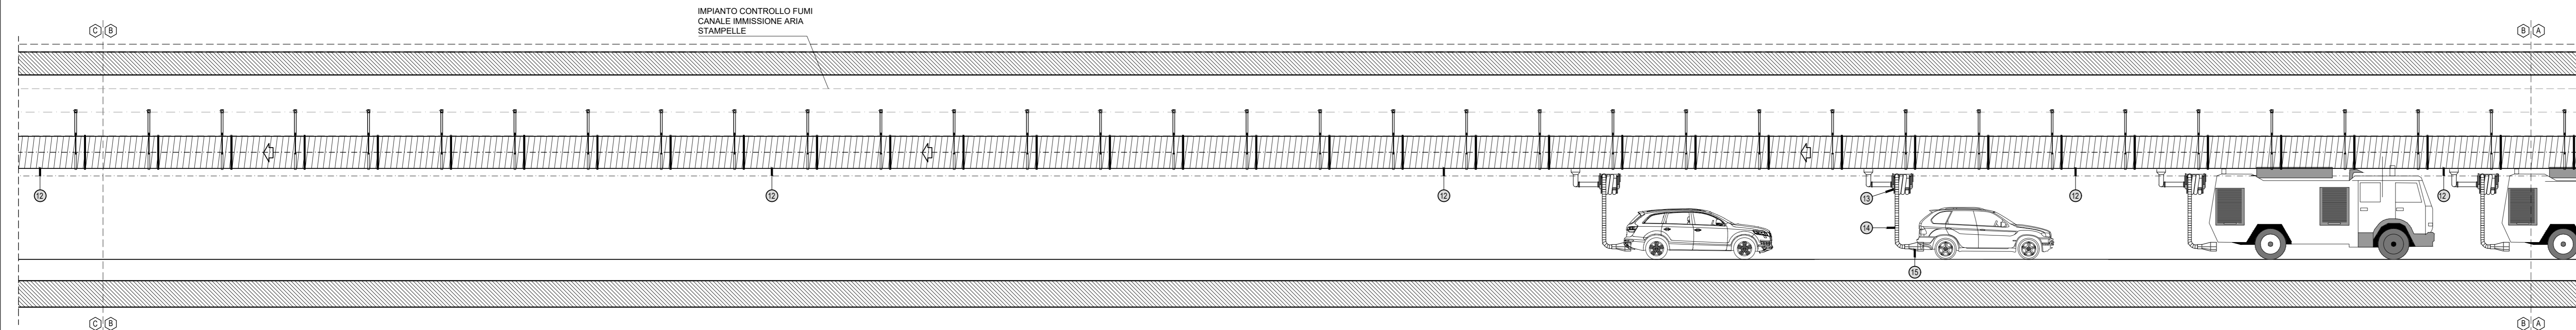 IMPIANTO CONTROLLO FUMI
CANALE IMMISSIONE ARIA
STAMPELLE
C B
B A
12
12
12
12
12
13
14
15
C B
B A